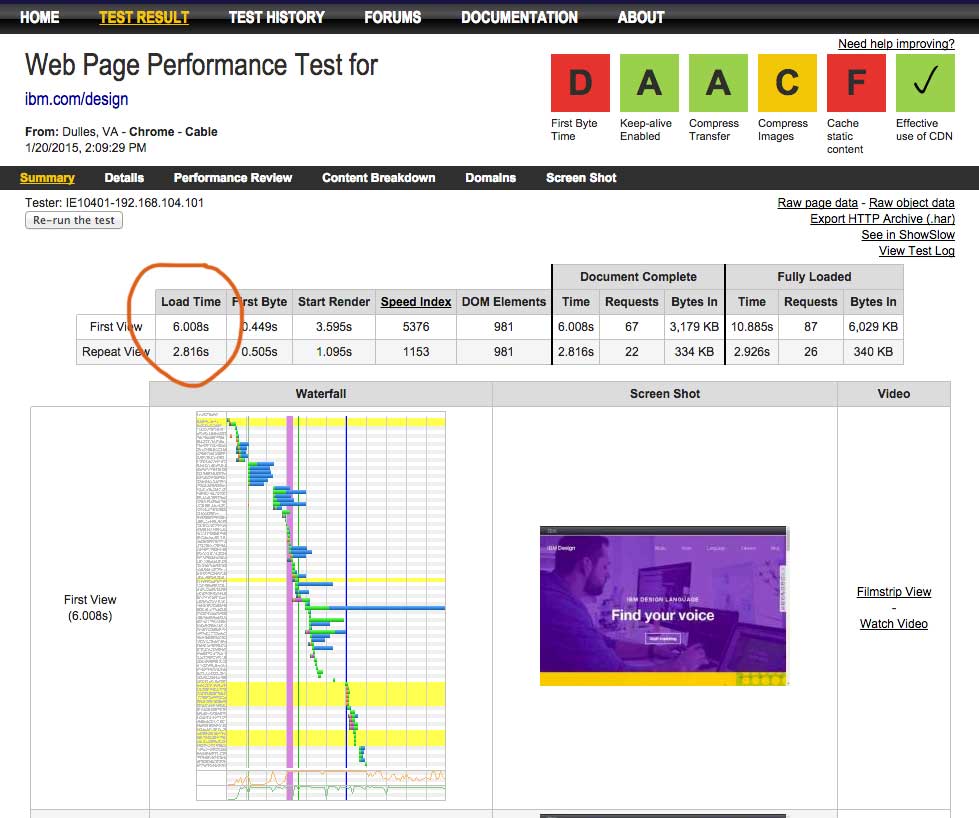 HOME TEST RESULT TEST HISTORY FORUMS DOCUMENTATION ABOUT
Need help improving?
Web Page Performance Test for
ibm.com/design
From: Dulles, VA - Chrome - Cable
1/20/2015, 2:09:29 PM
D A A C F
First Byte Time
Keep-alive Enabled
Compress Transfer
Compress Images
Cache static content
Effective use of CDN
Summary Details Performance Review Content Breakdown Domains Screen Shot
Tester: IE10401-192.168.104.101
Re-run the test
Raw page data - Raw object data
Export HTTP Archive (.har)
See in ShowSlow
View Test Log
Document Complete Fully Loaded
Load Time First Byte Start Render Speed Index DOM Elements Time Requests Bytes In Time Requests Bytes In
First View 6.008s 0.449s 3.595s 5376 981 6.008s 67 3,179 KB 10.885s 87 6,029 KB
Repeat View 2.816s 0.505s 1.095s 1153 981 2.816s 22 334 KB 2.926s 26 340 KB
Waterfall Screen Shot Video
First View
(6.008s)
IBM
IBM Design
IBM DESIGN LANGUAGE
Find your voice
Start exploring
Filmstrip View
-
Watch Video